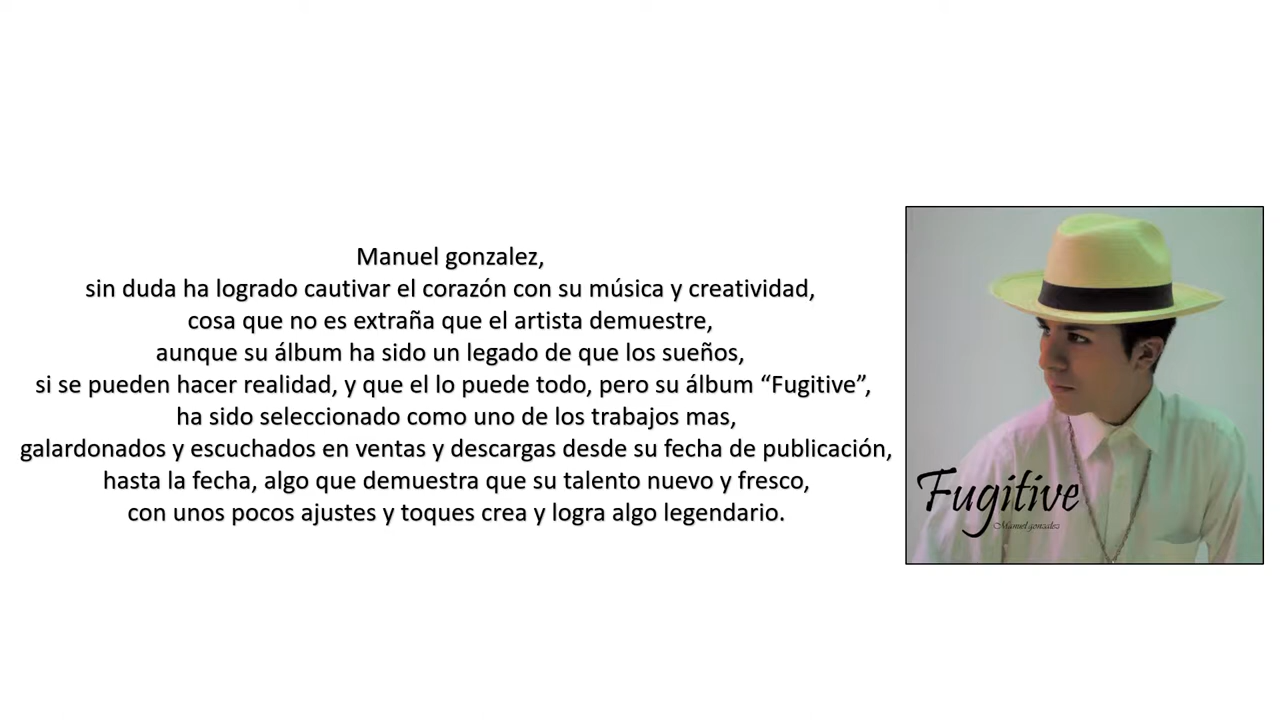 Manuel gonzalez,
sin duda ha logrado cautivar el corazón con su música y creatividad,
cosa que no es extraña que el artista demuestre,
aunque su álbum ha sido un legado de que los sueños,
si se pueden hacer realidad, y que el lo puede todo, pero su álbum “Fugitive”,
ha sido seleccionado como uno de los trabajos mas,
galardonados y escuchados en ventas y descargas desde su fecha de publicación,
hasta la fecha, algo que demuestra que su talento nuevo y fresco,
con unos pocos ajustes y toques crea y logra algo legendario.
Fugitive
Manuel gonzalez